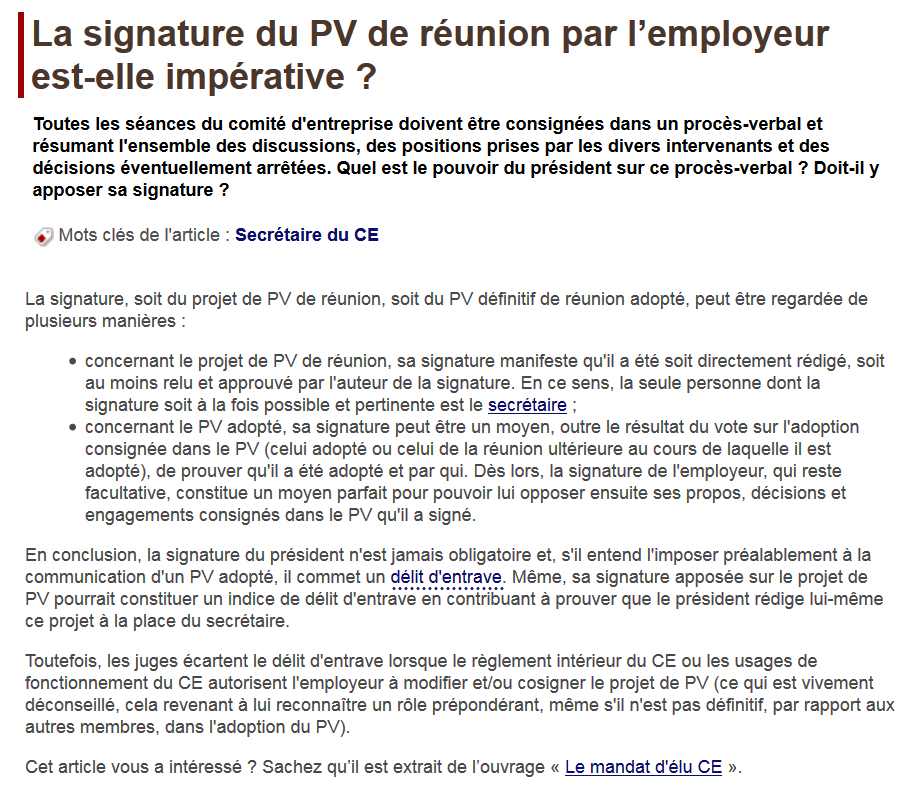 La signature du PV de réunion par l’employeur
est-elle impérative ?
Toutes les séances du comité d'entreprise doivent être consignées dans un procès-verbal et
résumant l'ensemble des discussions, des positions prises par les divers intervenants et des
décisions éventuellement arrêtées. Quel est le pouvoir du président sur ce procès-verbal ? Doit-il y
apposer sa signature ?
Mots clés de l'article : Secrétaire du CE
La signature, soit du projet de PV de réunion, soit du PV définitif de réunion adopté, peut être regardée de
plusieurs manières :
• concernant le projet de PV de réunion, sa signature manifeste qu'il a été soit directement rédigé, soit
au moins relu et approuvé par l'auteur de la signature. En ce sens, la seule personne dont la
signature soit à la fois possible et pertinente est le secrétaire ;
• concernant le PV adopté, sa signature peut être un moyen, outre le résultat du vote sur l'adoption
consignée dans le PV (celui adopté ou celui de la réunion ultérieure au cours de laquelle il est
adopté), de prouver qu'il a été adopté et par qui. Dès lors, la signature de l'employeur, qui reste
facultative, constitue un moyen parfait pour pouvoir lui opposer ensuite ses propos, décisions et
engagements consignés dans le PV qu'il a signé.
En conclusion, la signature du président n'est jamais obligatoire et, s'il entend l'imposer préalablement à la
communication d'un PV adopté, il commet un délit d'entrave. Même, sa signature apposée sur le projet de
PV pourrait constituer un indice de délit d'entrave en contribuant à prouver que le président rédige lui-même
ce projet à la place du secrétaire.
Toutefois, les juges écartent le délit d'entrave lorsque le règlement intérieur du CE ou les usages de
fonctionnement du CE autorisent l'employeur à modifier et/ou cosigner le projet de PV (ce qui est vivement
déconseillé, cela revenant à lui reconnaître un rôle prépondérant, même s'il n'est pas définitif, par rapport aux
autres membres, dans l'adoption du PV).
Cet article vous a intéressé ? Sachez qu’il est extrait de l’ouvrage « Le mandat d'élu CE ».